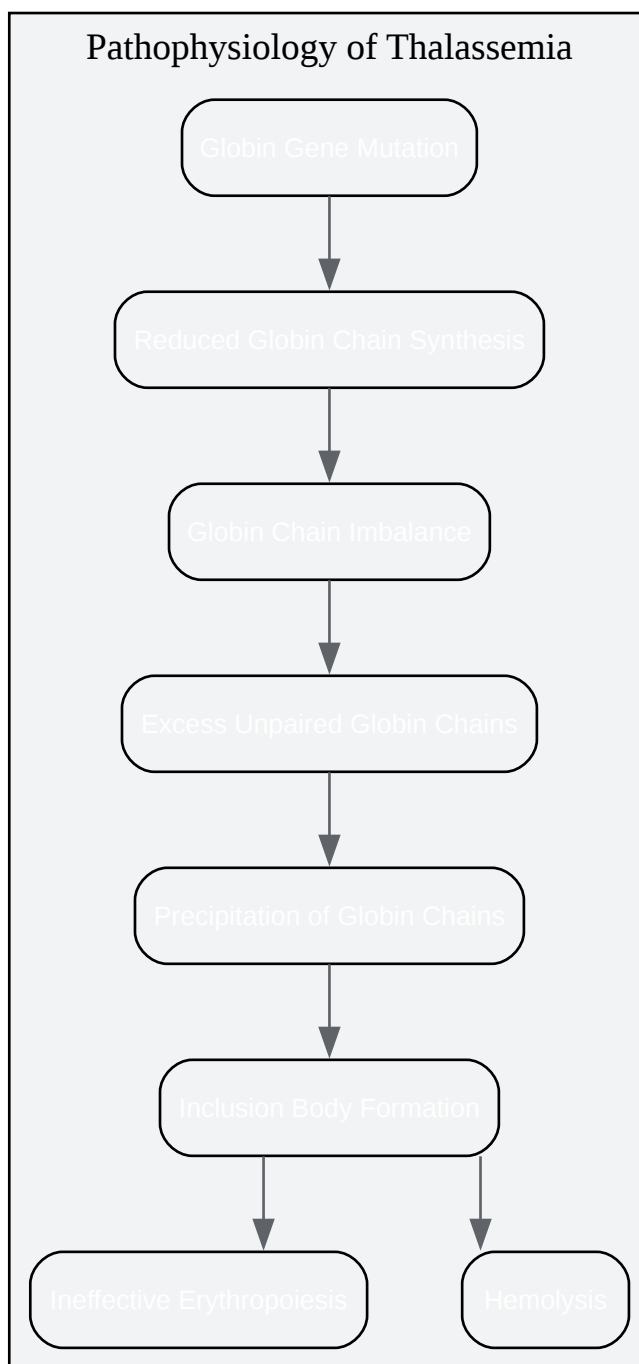 Pathophysiology of Thalassemia
Globin Gene Mutation
Reduced Globin Chain Synthesis
Globin Chain Imbalance
Excess Unpaired Globin Chains
Precipitation of Globin Chains
Inclusion Body Formation
Ineffective Erythropoiesis
Hemolysis